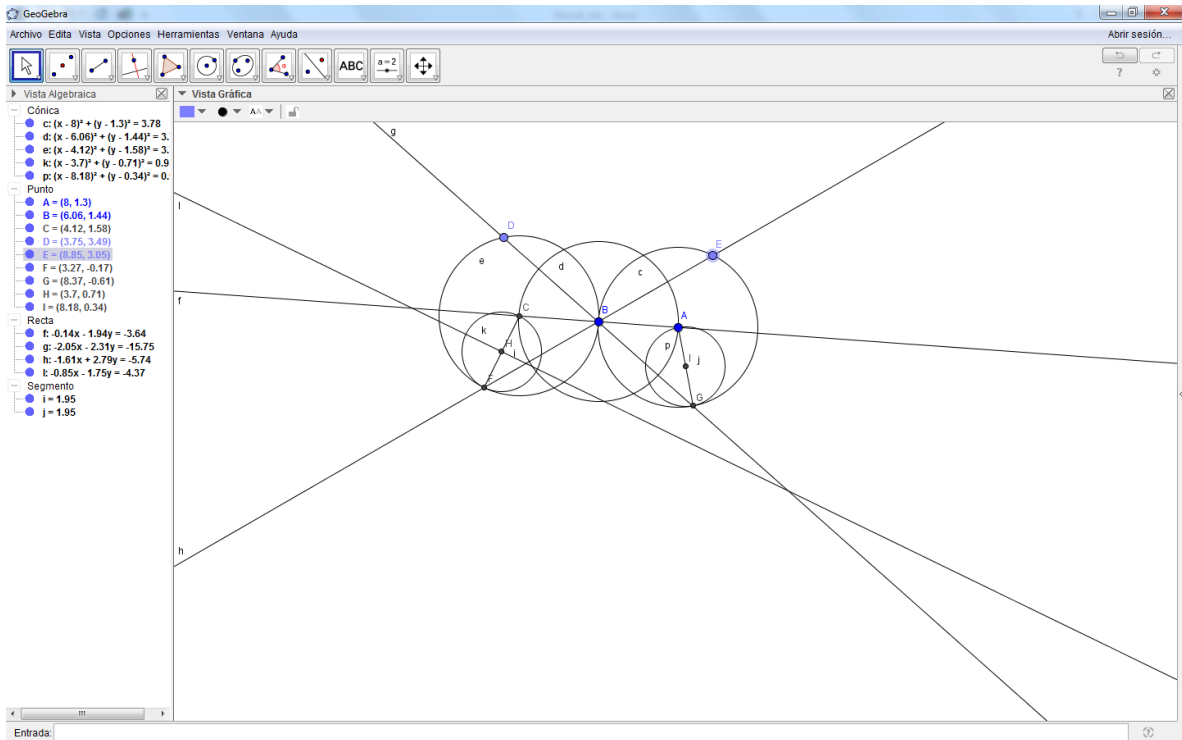 GeoGebra
Archivo Edita Vista Opciones Herramientas Ventana Ayuda
Abrir sesión...
ABC
a = 2
Vista Algebraica
Vista Gráfica
AA
Cónica
c: (x - 8)² + (y - 1.3)² = 3.78
d: (x - 6.06)² + (y - 1.44)² = 3.
e: (x - 4.12)² + (y - 1.58)² = 3.
k: (x - 3.7)² + (y - 0.71)² = 0.9
p: (x - 8.18)² + (y - 0.34)² = 0.
Punto
A = (8, 1.3)
B = (6.06, 1.44)
C = (4.12, 1.58)
D = (3.75, 3.49)
E = (8.85, 3.05)
F = (3.27, -0.17)
G = (8.37, -0.61)
H = (3.7, 0.71)
I = (8.18, 0.34)
Recta
f: -0.14x - 1.94y = -3.64
g: -2.05x - 2.31y = -15.75
h: -1.61x + 2.79y = -5.74
l: -0.85x - 1.75y = -4.37
Segmento
i = 1.95
j = 1.95
g
l
D
E
e
d
c
f
C
B
A
k
H
i
p
I
j
F
G
h
Entrada: